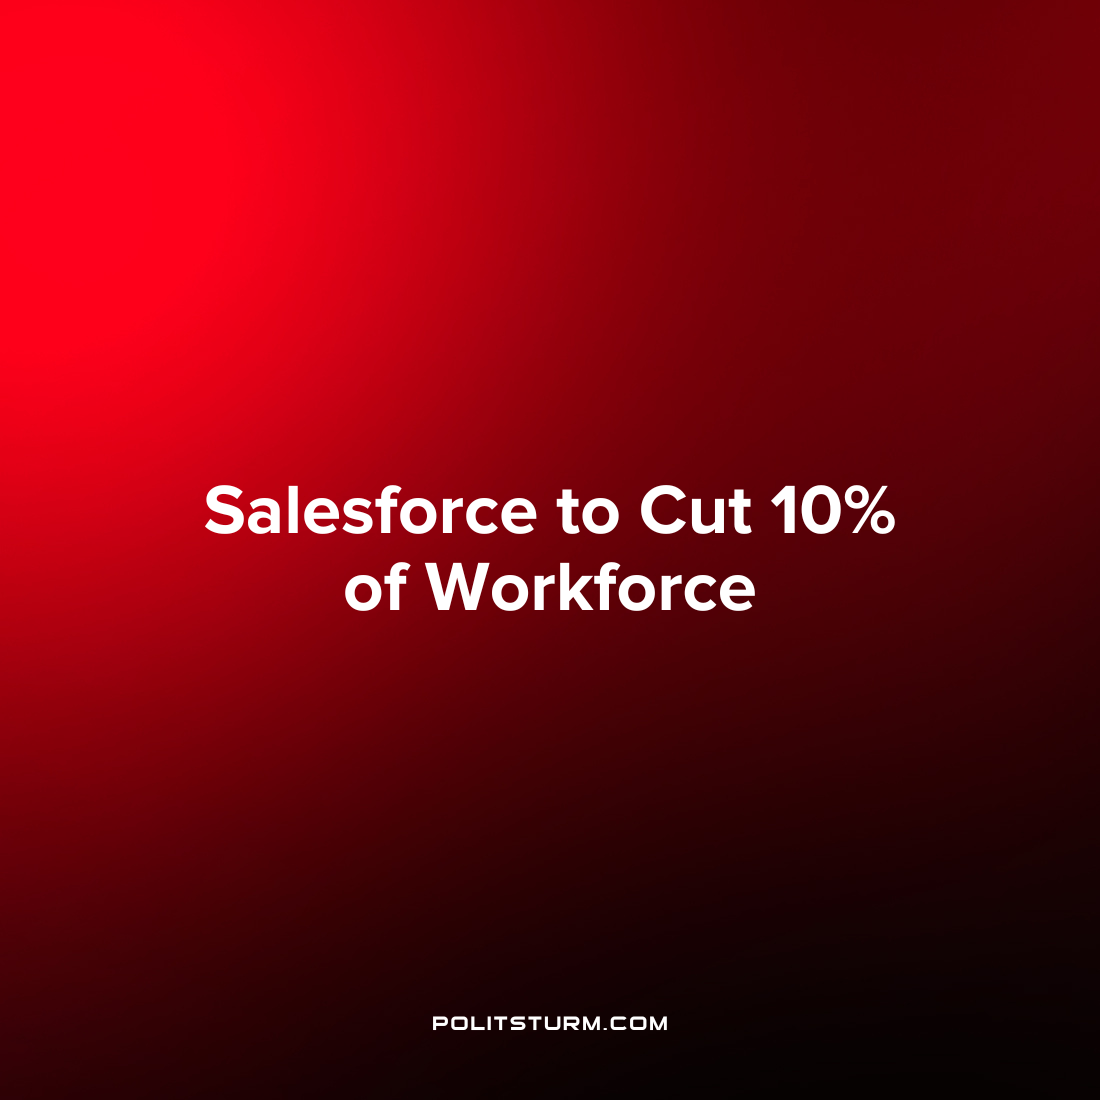 Salesforce to Cut 10%
of Workforce
POLITSTURM.COM